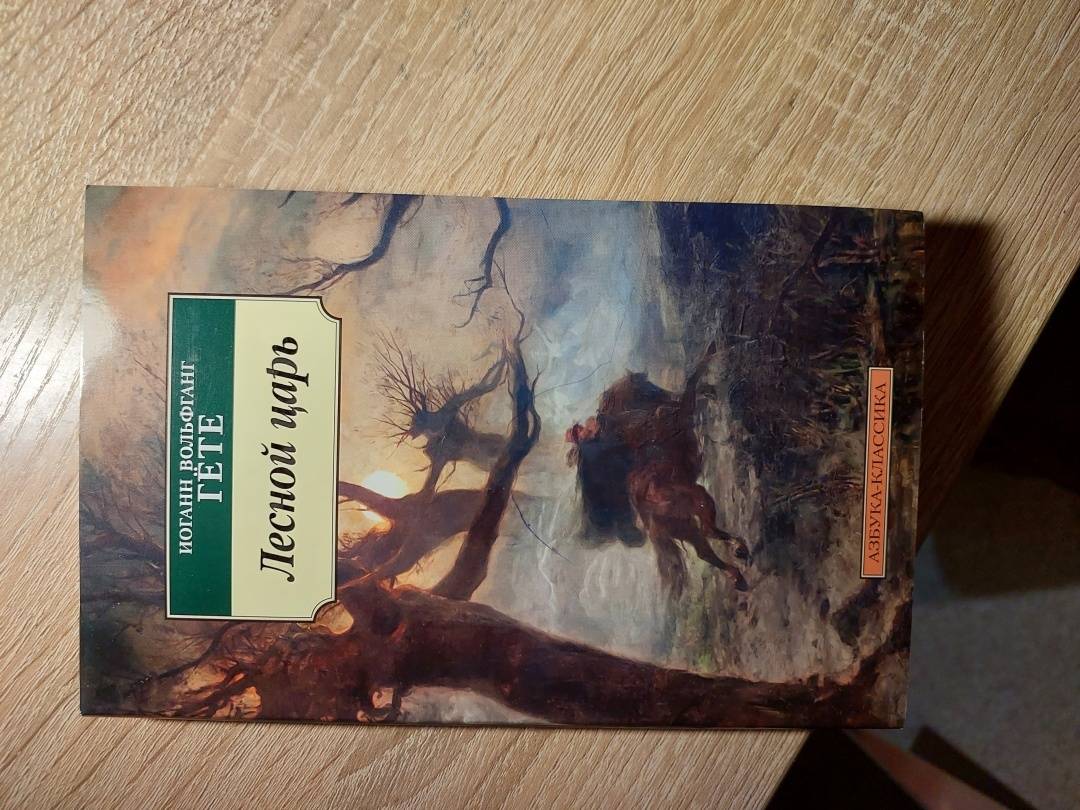 ИОГАНН ВОЛЬФГАНГ
ГЁТЕ
Лесной царь
АЗБУКА-КЛАССИКА